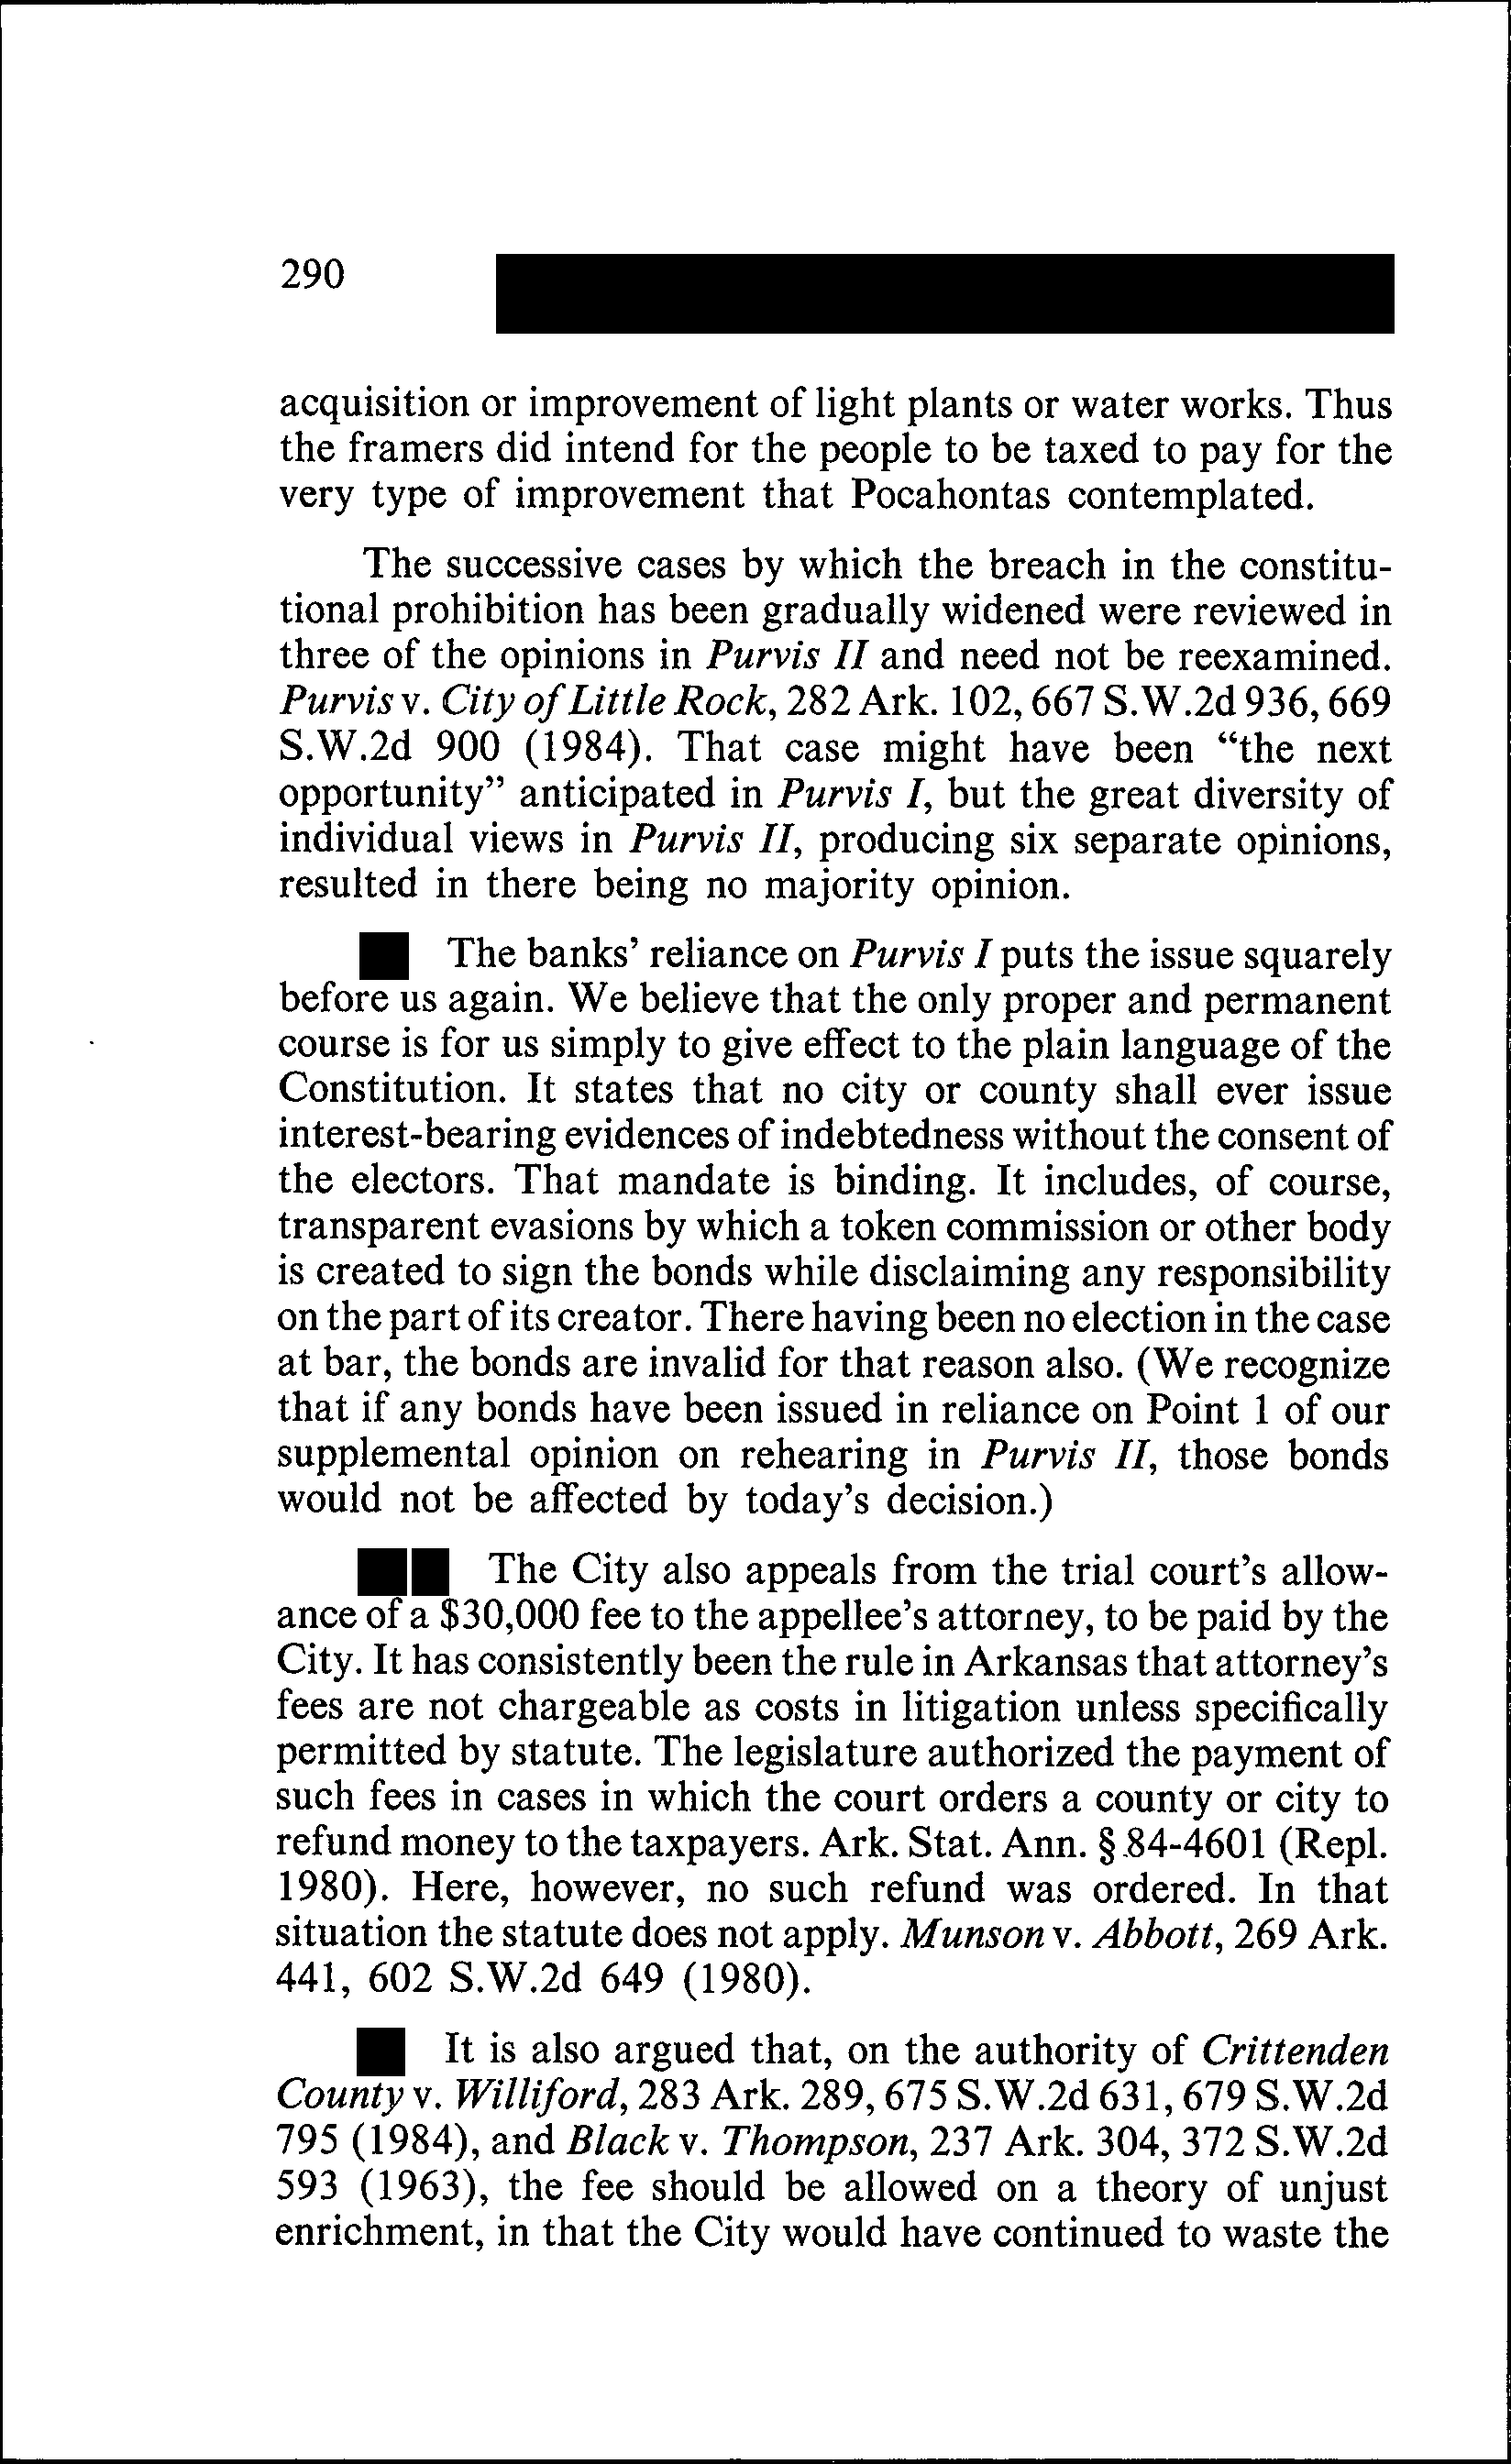 290
acquisition or improvement of light plants or water works. Thus
the framers did intend for the people to be taxed to pay for the
very type of improvement that Pocahontas contemplated.
The successive cases by which the breach in the constitu-
tional prohibition has been gradually widened were reviewed in
three of the opinions in Purvis II and need not be reexamined.
Purvis v. City of Little Rock, 282 Ark. 102, 667 S.W.2d 936, 669
S.W.2d 900 (1984). That case might have been “the next
opportunity” anticipated in Purvis I, but the great diversity of
individual views in Purvis II, producing six separate opinions,
resulted in there being no majority opinion.
The banks’ reliance on Purvis I puts the issue squarely
before us again. We believe that the only proper and permanent
course is for us simply to give effect to the plain language of the
Constitution. It states that no city or county shall ever issue
interest-bearing evidences of indebtedness without the consent of
the electors. That mandate is binding. It includes, of course,
transparent evasions by which a token commission or other body
is created to sign the bonds while disclaiming any responsibility
on the part of its creator. There having been no election in the case
at bar, the bonds are invalid for that reason also. (We recognize
that if any bonds have been issued in reliance on Point 1 of our
supplemental opinion on rehearing in Purvis II, those bonds
would not be affected by today’s decision.)
The City also appeals from the trial court’s allow-
ance of a $30,000 fee to the appellee’s attorney, to be paid by the
City. It has consistently been the rule in Arkansas that attorney’s
fees are not chargeable as costs in litigation unless specifically
permitted by statute. The legislature authorized the payment of
such fees in cases in which the court orders a county or city to
refund money to the taxpayers. Ark. Stat. Ann. § 84-4601 (Repl.
1980). Here, however, no such refund was ordered. In that
situation the statute does not apply. Munson v. Abbott, 269 Ark.
441, 602 S.W.2d 649 (1980).
It is also argued that, on the authority of Crittenden
County v. Williford, 283 Ark. 289, 675 S.W.2d 631, 679 S.W.2d
795 (1984), and Black v. Thompson, 237 Ark. 304, 372 S.W.2d
593 (1963), the fee should be allowed on a theory of unjust
enrichment, in that the City would have continued to waste the